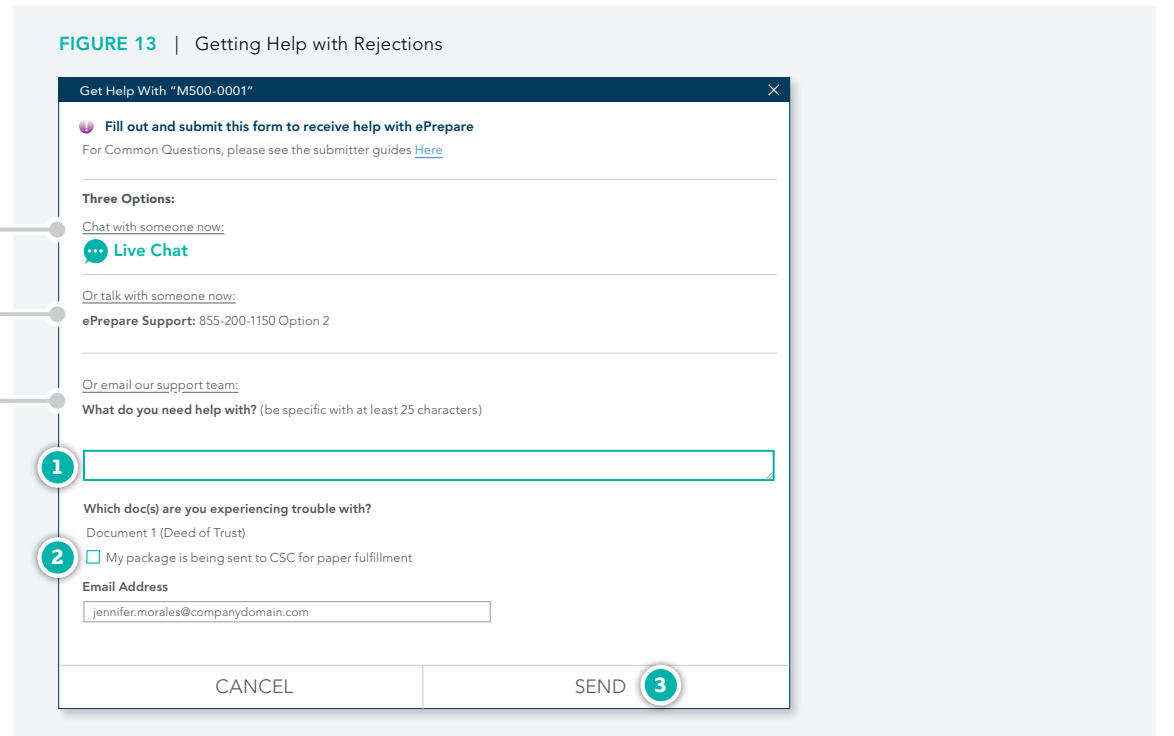 FIGURE 13 | Getting Help with Rejections
Get Help With “M500-0001”
! Fill out and submit this form to receive help with ePrepare
For Common Questions, please see the submitter guides Here
Three Options:
Chat with someone now:
Live Chat
Or talk with someone now:
ePrepare Support: 855-200-1150 Option 2
Or email our support team:
What do you need help with? (be specific with at least 25 characters)
1
Which doc(s) are you experiencing trouble with?
Document 1 (Deed of Trust)
2 My package is being sent to CSC for paper fulfillment
Email Address
jennifer.morales@companydomain.com
CANCEL SEND 3